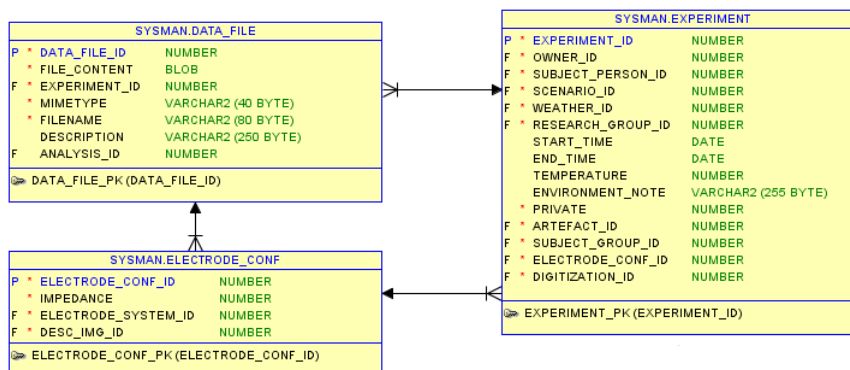 SYSMAN.DATA_FILE
P * DATA_FILE_ID NUMBER
* FILE_CONTENT BLOB
F * EXPERIMENT_ID NUMBER
* MIMETYPE VARCHAR2 (40 BYTE)
* FILENAME VARCHAR2 (80 BYTE)
DESCRIPTION VARCHAR2 (250 BYTE)
F ANALYSIS_ID NUMBER
DATA_FILE_PK (DATA_FILE_ID)
SYSMAN.EXPERIMENT
P * EXPERIMENT_ID NUMBER
F * OWNER_ID NUMBER
F * SUBJECT_PERSON_ID NUMBER
F * SCENARIO_ID NUMBER
F * WEATHER_ID NUMBER
F * RESEARCH_GROUP_ID NUMBER
START_TIME DATE
END_TIME DATE
TEMPERATURE NUMBER
ENVIRONMENT_NOTE VARCHAR2 (255 BYTE)
* PRIVATE NUMBER
F * ARTEFACT_ID NUMBER
F * SUBJECT_GROUP_ID NUMBER
F * ELECTRODE_CONF_ID NUMBER
F * DIGITIZATION_ID NUMBER
EXPERIMENT_PK (EXPERIMENT_ID)
SYSMAN.ELECTRODE_CONF
P * ELECTRODE_CONF_ID NUMBER
* IMPEDANCE NUMBER
F * ELECTRODE_SYSTEM_ID NUMBER
F * DESC_IMG_ID NUMBER
ELECTRODE_CONF_PK (ELECTRODE_CONF_ID)